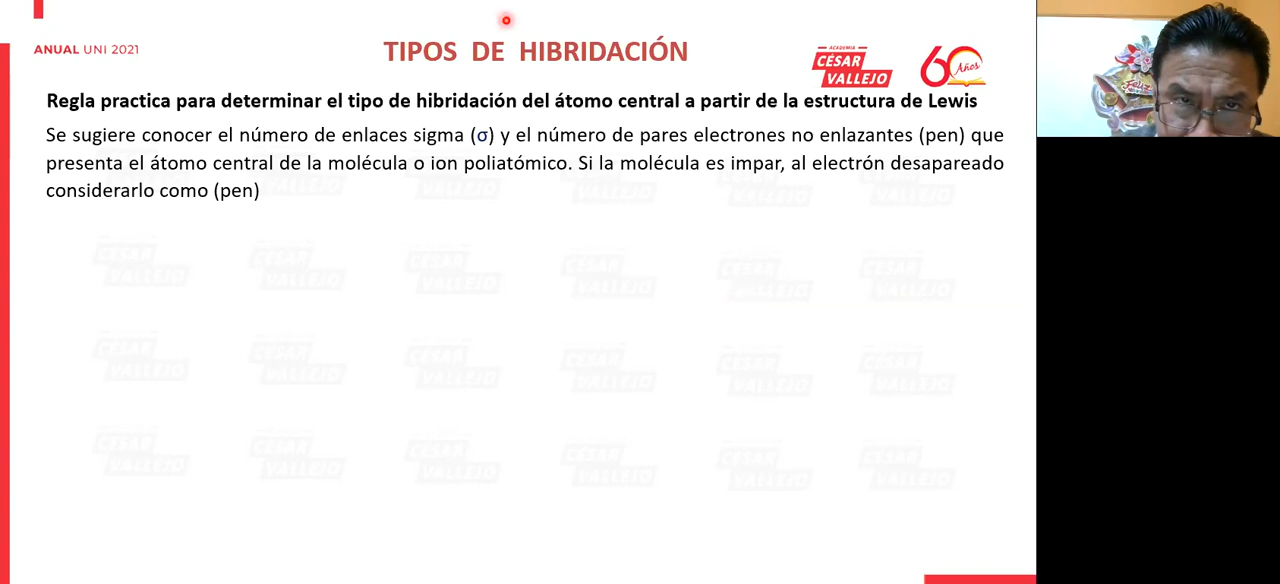 ANUAL UNI 2021
TIPOS DE HIBRIDACIÓN
ACADEMIA
CÉSAR
VALLEJO
60
Años
Regla practica para determinar el tipo de hibridación del átomo central a partir de la estructura de Lewis
Se sugiere conocer el número de enlaces sigma (σ) y el número de pares electrones no enlazantes (pen) que
presenta el átomo central de la molécula o ion poliatómico. Si la molécula es impar, al electrón desapareado
considerarlo como (pen)